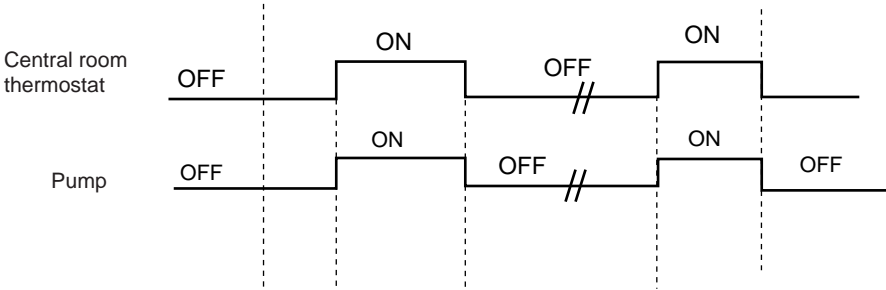 Central room
thermostat
OFF
ON
OFF
ON
Pump
OFF
ON
OFF
ON
OFF